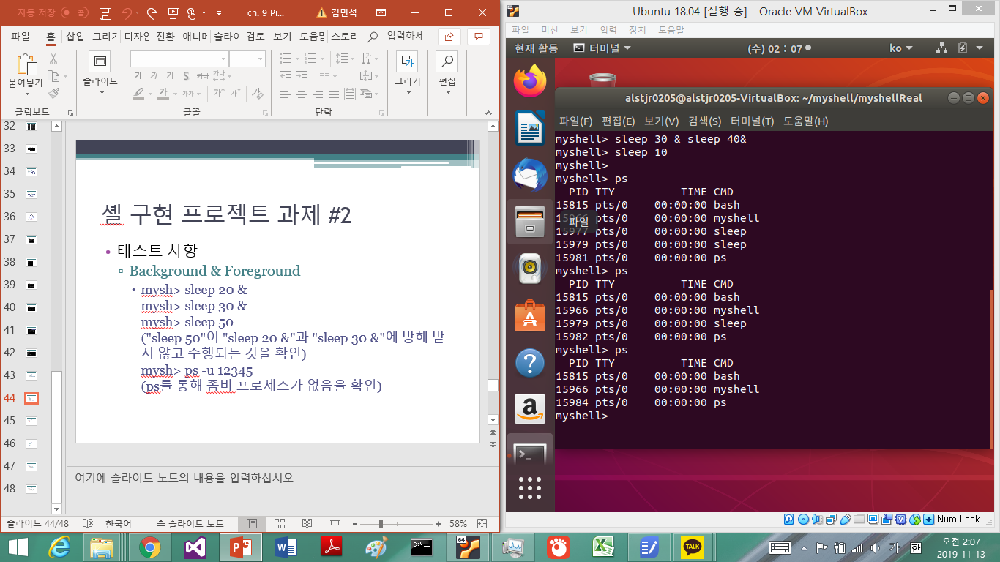 자동 저장
ch. 9 Pi...
김민석
파일 홈 삽입 그리기 디자인 전환 애니메 슬라이 검토 보기 도움말 스토리 입력하서
붙여넣기
슬라이드
가 가 가 S
가 가
그리기
편집
클립보드
글꼴
단락
32
33
34
35
36
37
38
39
40
41
42
43
44
45
46
47
48
셸 구현 프로젝트 과제 #2
테스트 사항
Background & Foreground
mysh> sleep 20 &
mysh> sleep 30 &
mysh> sleep 50
("sleep 50"이 "sleep 20 &"과 "sleep 30 &"에 방해 받
지 않고 수행되는 것을 확인)
mysh> ps -u 12345
(ps를 통해 좀비 프로세스가 없음을 확인)
여기에 슬라이드 노트의 내용을 입력하십시오
슬라이드 44/48 한국어 슬라이드 노트 58%
Ubuntu 18.04 [실행 중] - Oracle VM VirtualBox
파일 머신 보기 입력 장치 도움말
현재 활동 터미널 (수) 02 : 07 ko
alstjr0205@alstjr0205-VirtualBox: ~/myshell/myshellReal
파일(F) 편집(E) 보기(V) 검색(S) 터미널(T) 도움말(H)
myshell> sleep 30 & sleep 40&
myshell> sleep 10
myshell>
myshell> ps
PID TTY TIME CMD
15815 pts/0 00:00:00 bash
15966 pts/0 00:00:00 myshell
15977 pts/0 00:00:00 sleep
15979 pts/0 00:00:00 sleep
15981 pts/0 00:00:00 ps
myshell> ps
PID TTY TIME CMD
15815 pts/0 00:00:00 bash
15966 pts/0 00:00:00 myshell
15979 pts/0 00:00:00 sleep
15982 pts/0 00:00:00 ps
myshell> ps
PID TTY TIME CMD
15815 pts/0 00:00:00 bash
15966 pts/0 00:00:00 myshell
15984 pts/0 00:00:00 ps
myshell>
파일
Num Lock
TALK
가 한
오전 2:07
2019-11-13